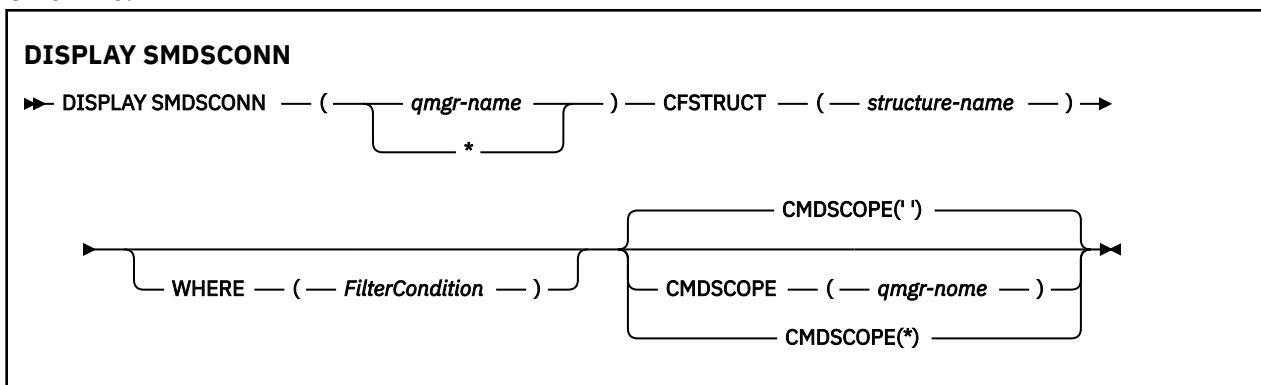 DISPLAY SMDSCONN
DISPLAY SMDSCONN ( qmgr-name ) CFSTRUCT ( structure-name )
*
CMDSCOPE(' ')
WHERE ( FilterCondition ) CMDSCOPE ( qmgr-nome )
CMDSCOPE(*)